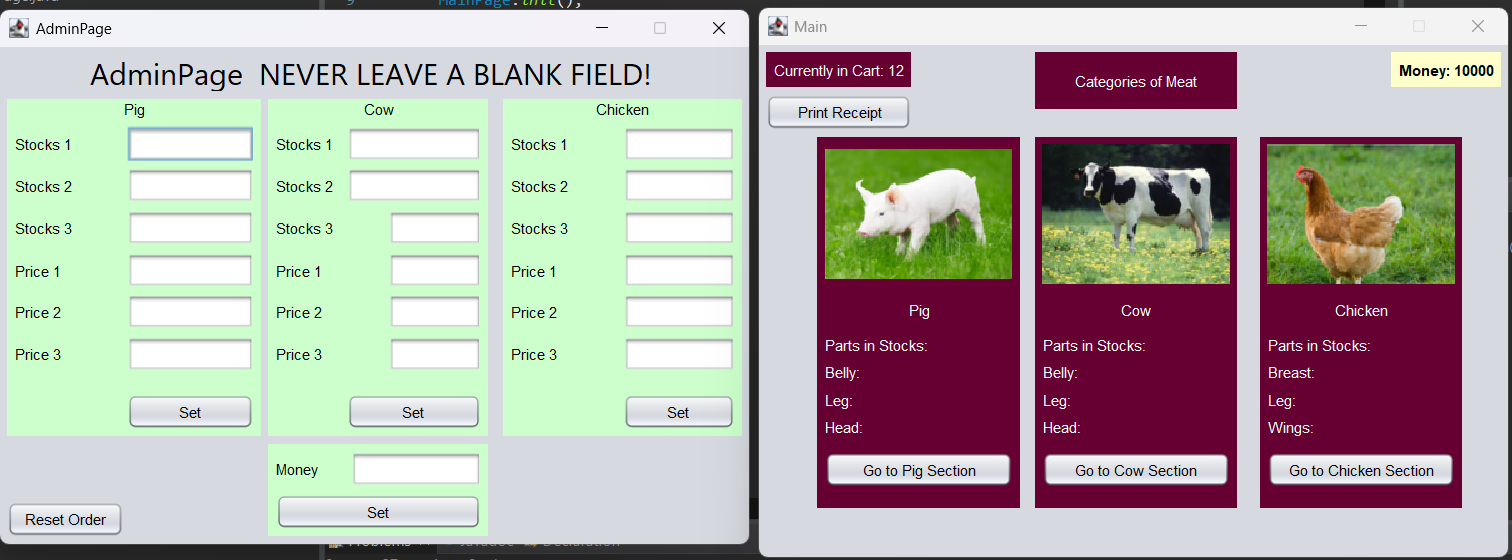 MainPage.init();
AdminPage
AdminPage NEVER LEAVE A BLANK FIELD!
Pig
Stocks 1
Stocks 2
Stocks 3
Price 1
Price 2
Price 3
Set
Cow
Stocks 1
Stocks 2
Stocks 3
Price 1
Price 2
Price 3
Set
Chicken
Stocks 1
Stocks 2
Stocks 3
Price 1
Price 2
Price 3
Set
Money
Set
Reset Order
Main
Currently in Cart: 12
Categories of Meat
Money: 10000
Print Receipt
Pig
Parts in Stocks:
Belly:
Leg:
Head:
Go to Pig Section
Cow
Parts in Stocks:
Belly:
Leg:
Head:
Go to Cow Section
Chicken
Parts in Stocks:
Breast:
Leg:
Wings:
Go to Chicken Section